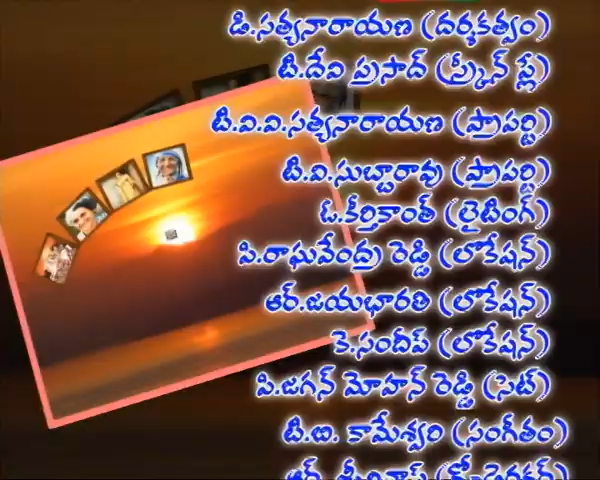 డి.సత్యనారాయణ (దర్శకత్వం)
టి.దేవి ప్రసాద్ (స్క్రీన్ ప్లే)
టి.వి.వి.సత్యనారాయణ (ప్రాపర్టి)
టి.వి.సుబ్బారావు (ప్రాపర్టి)
ఓ.కీర్తికాంత్ (లైటింగ్)
పి.రాఘవేంద్ర రెడ్డి (లొకేషన్)
ఆర్.జయభారతి (లొకేషన్)
కె.సందీప్ (లొకేషన్)
పి.జగన్ మోహన్ రెడ్డి (సెట్)
టి.ఐ. కామేశ్వరి (సంగీతం)